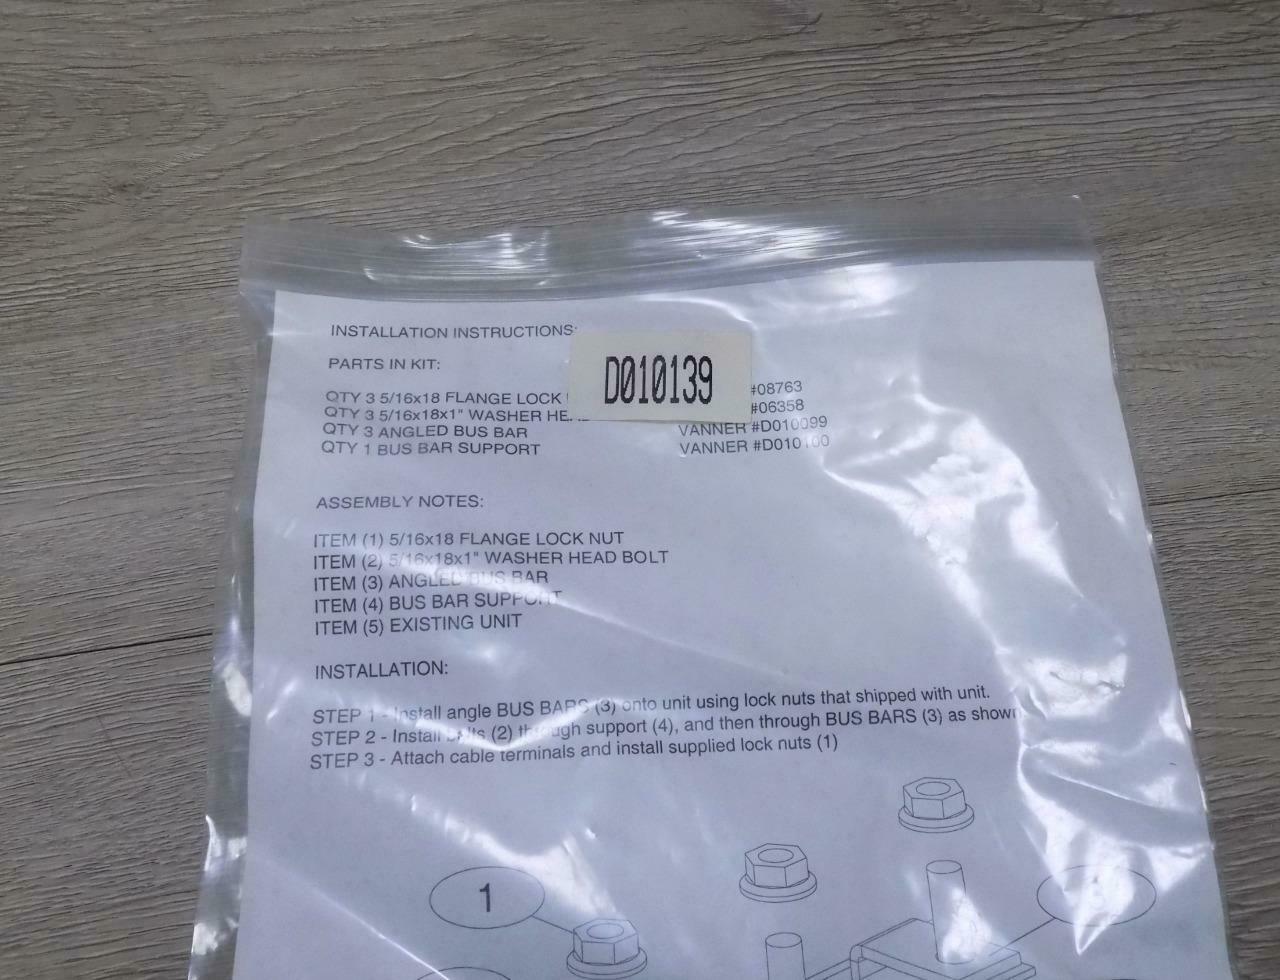 INSTALLATION INSTRUCTIONS:
D010139
PARTS IN KIT:
QTY 3 5/16x18 FLANGE LOCK #08763
QTY 3 5/16x18x1" WASHER #06358
QTY 3 ANGLED BUS BAR VANNER #D010099
QTY 1 BUS BAR SUPPORT VANNER #D010100
ASSEMBLY NOTES:
ITEM (1) 5/16x18 FLANGE LOCK NUT
ITEM (2) 5/16x18x1" WASHER HEAD BOLT
ITEM (3) ANGLED BUS BAR
ITEM (4) BUS BAR SUPPORT
ITEM (5) EXISTING UNIT
INSTALLATION:
STEP 1 - Install angle BUS BARS (3) onto unit using lock nuts that shipped with unit.
STEP 2 - Install bolts (2) through support (4), and then through BUS BARS (3) as shown
STEP 3 - Attach cable terminals and install supplied lock nuts (1)
1